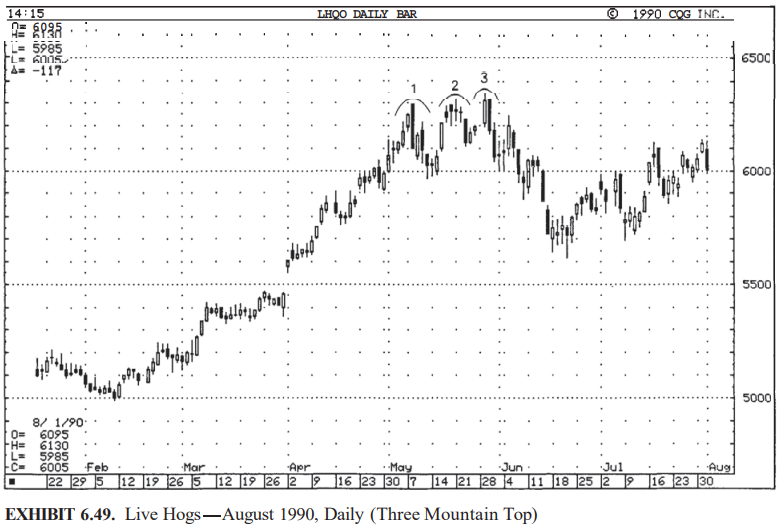 14:15 LHQO DAILY BAR © 1990 CQG INC.
O= 6095
H= 6130
L= 5985
L= 6005
Δ= -117
6500
1 2 3
6000
5500
5000
8/ 1/90
O= 6095
H= 6130
L= 5985
C= 6005
Feb Mar Apr May Jun Jul Aug
22 29 5 12 19 26 5 12 19 26 2 9 16 23 30 7 14 21 28 4 11 18 25 2 9 16 23 30
EXHIBIT 6.49. Live Hogs—August 1990, Daily (Three Mountain Top)